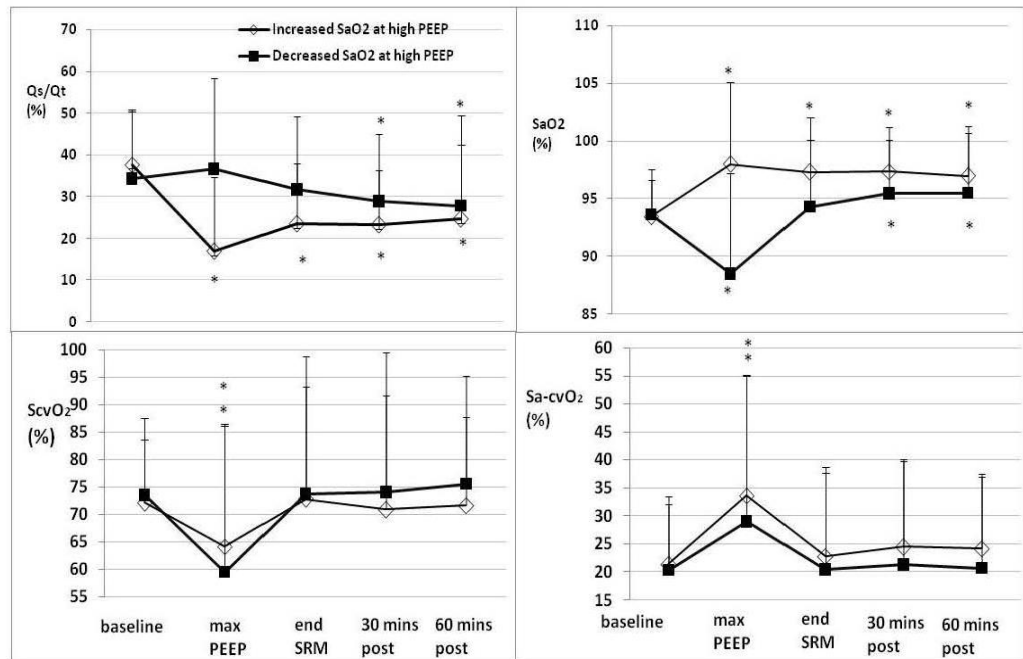 70
60
50
40
30
20
10
0
Qs/Qt
(%)
Increased SaO2 at high PEEP
Decreased SaO2 at high PEEP
* * * * * *
110
105
100
95
90
85
SaO2
(%)
* * * * * * *
100
95
90
85
80
75
70
65
60
55
ScvO2
(%)
*
*
baseline
max
PEEP
end
SRM
30 mins
post
60 mins
post
60
55
50
45
40
35
30
25
20
15
Sa-cvO2
(%)
*
*
baseline
max
PEEP
end
SRM
30 mins
post
60 mins
post